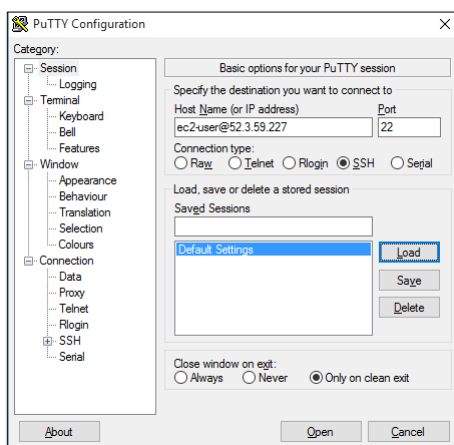 PuTTY Configuration
Category:
Session
Logging
Terminal
Keyboard
Bell
Features
Window
Appearance
Behaviour
Translation
Selection
Colours
Connection
Data
Proxy
Telnet
Rlogin
SSH
Serial
Basic options for your PuTTY session
Specify the destination you want to connect to
Host Name (or IP address) Port
ec2-user@52.3.59.227 22
Connection type:
Raw Telnet Rlogin SSH Serial
Load, save or delete a stored session
Saved Sessions
Default Settings
Load
Save
Delete
Close window on exit:
Always Never Only on clean exit
About Open Cancel